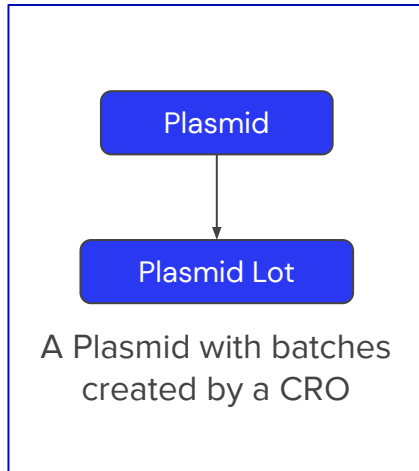 Plasmid
Plasmid Lot
A Plasmid with batches
created by a CRO